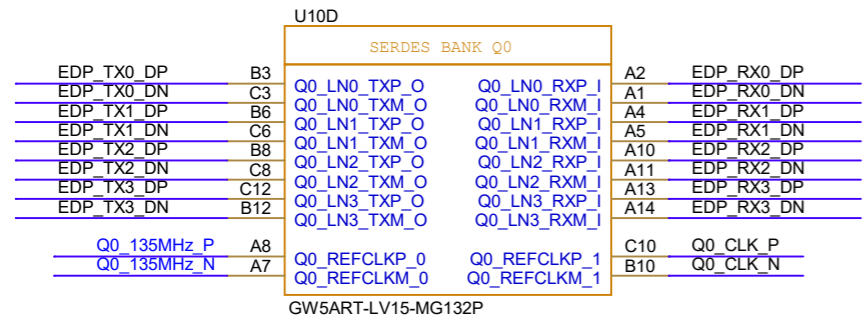 U10D
SERDES BANK Q0
EDP_TX0_DP B3 Q0_LN0_TXP_O Q0_LN0_RXP_I A2 EDP_RX0_DP
EDP_TX0_DN C3 Q0_LN0_TXM_O Q0_LN0_RXM_I A1 EDP_RX0_DN
EDP_TX1_DP B6 Q0_LN1_TXP_O Q0_LN1_RXP_I A4 EDP_RX1_DP
EDP_TX1_DN C6 Q0_LN1_TXM_O Q0_LN1_RXM_I A5 EDP_RX1_DN
EDP_TX2_DP B8 Q0_LN2_TXP_O Q0_LN2_RXP_I A10 EDP_RX2_DP
EDP_TX2_DN C8 Q0_LN2_TXM_O Q0_LN2_RXM_I A11 EDP_RX2_DN
EDP_TX3_DP C12 Q0_LN3_TXP_O Q0_LN3_RXP_I A13 EDP_RX3_DP
EDP_TX3_DN B12 Q0_LN3_TXM_O Q0_LN3_RXM_I A14 EDP_RX3_DN
Q0_135MHz_P A8 Q0_REFCLKP_0 Q0_REFCLKP_1 C10 Q0_CLK_P
Q0_135MHz_N A7 Q0_REFCLKM_0 Q0_REFCLKM_1 B10 Q0_CLK_N
GW5ART-LV15-MG132P